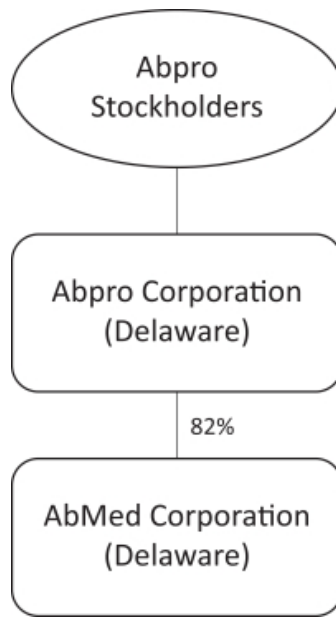 Abpro
Stockholders
Abpro Corporation
(Delaware)
82%
AbMed Corporation
(Delaware)